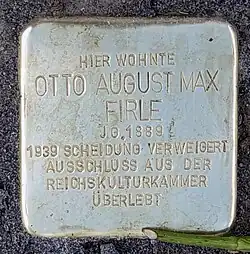 HIER WOHNTE
OTTO AUGUST MAX
FIRLE
JG. 1889
1939 SCHEIDUNG VERWEIGERT
AUSSCHLUSS AUS DER
REICHSKULTURKAMMER
ÜBERLEBT